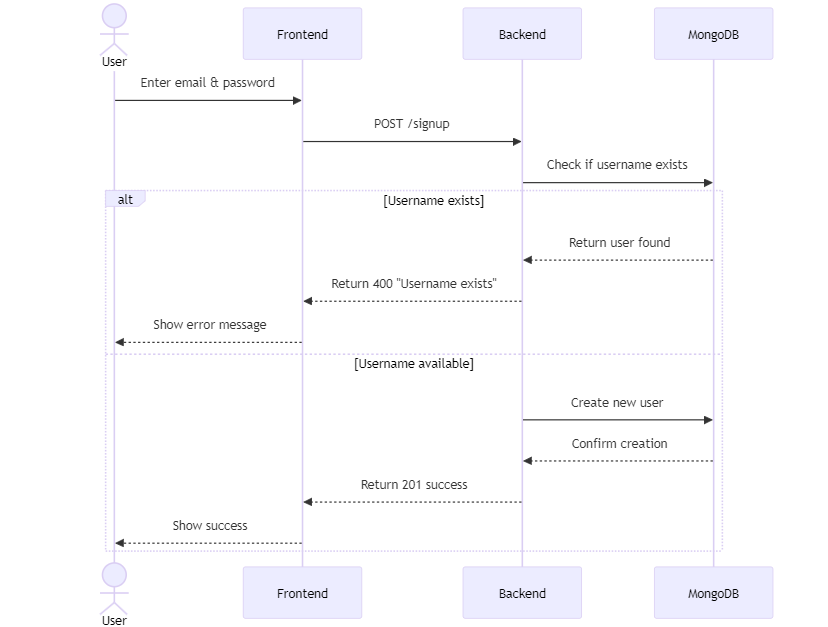 User
Frontend
Backend
MongoDB
Enter email & password
POST /signup
Check if username exists
alt
[Username exists]
Return user found
Return 400 "Username exists"
Show error message
[Username available]
Create new user
Confirm creation
Return 201 success
Show success
User
Frontend
Backend
MongoDB